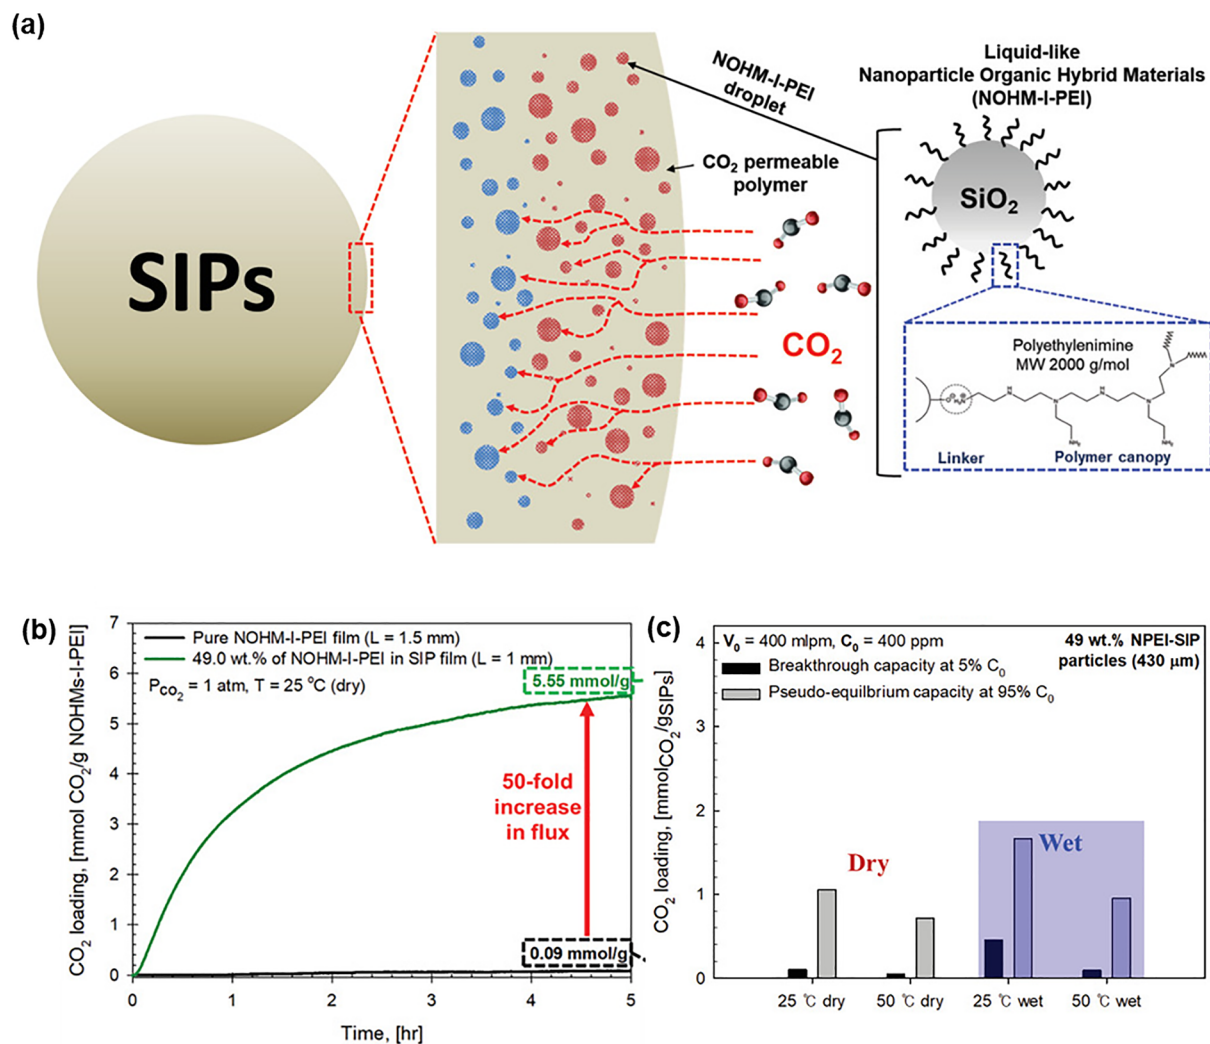 (a)
SIPs
NOHM-I-PEI
droplet
CO₂ permeable
polymer
CO₂
Liquid-like
Nanoparticle Organic Hybrid Materials
(NOHM-I-PEI)
SiO₂
Polyethylenimine
MW 2000 g/mol
H
N
N
H
N
N
N
NH₂
NH₂
Linker
Polymer canopy
(b)
CO₂ loading, [mmol CO₂/g NOHMs-I-PEI]
7
6
5
4
3
2
1
0
Pure NOHM-I-PEI film (L = 1.5 mm)
49.0 wt.% of NOHM-I-PEI in SIP film (L = 1 mm)
P_CO₂ = 1 atm, T = 25 °C (dry)
5.55 mmol/g
50-fold
increase
in flux
0.09 mmol/g
0 1 2 3 4 5
Time, [hr]
(c)
CO₂ loading, [mmolCO₂/gSIPs]
4
3
2
1
0
V₀ = 400 mlpm, C₀ = 400 ppm
Breakthrough capacity at 5% C₀
Pseudo-equilbrium capacity at 95% C₀
49 wt.% NPEI-SIP
particles (430 μm)
Dry
Wet
25 ℃ dry 50 ℃ dry 25 ℃ wet 50 ℃ wet